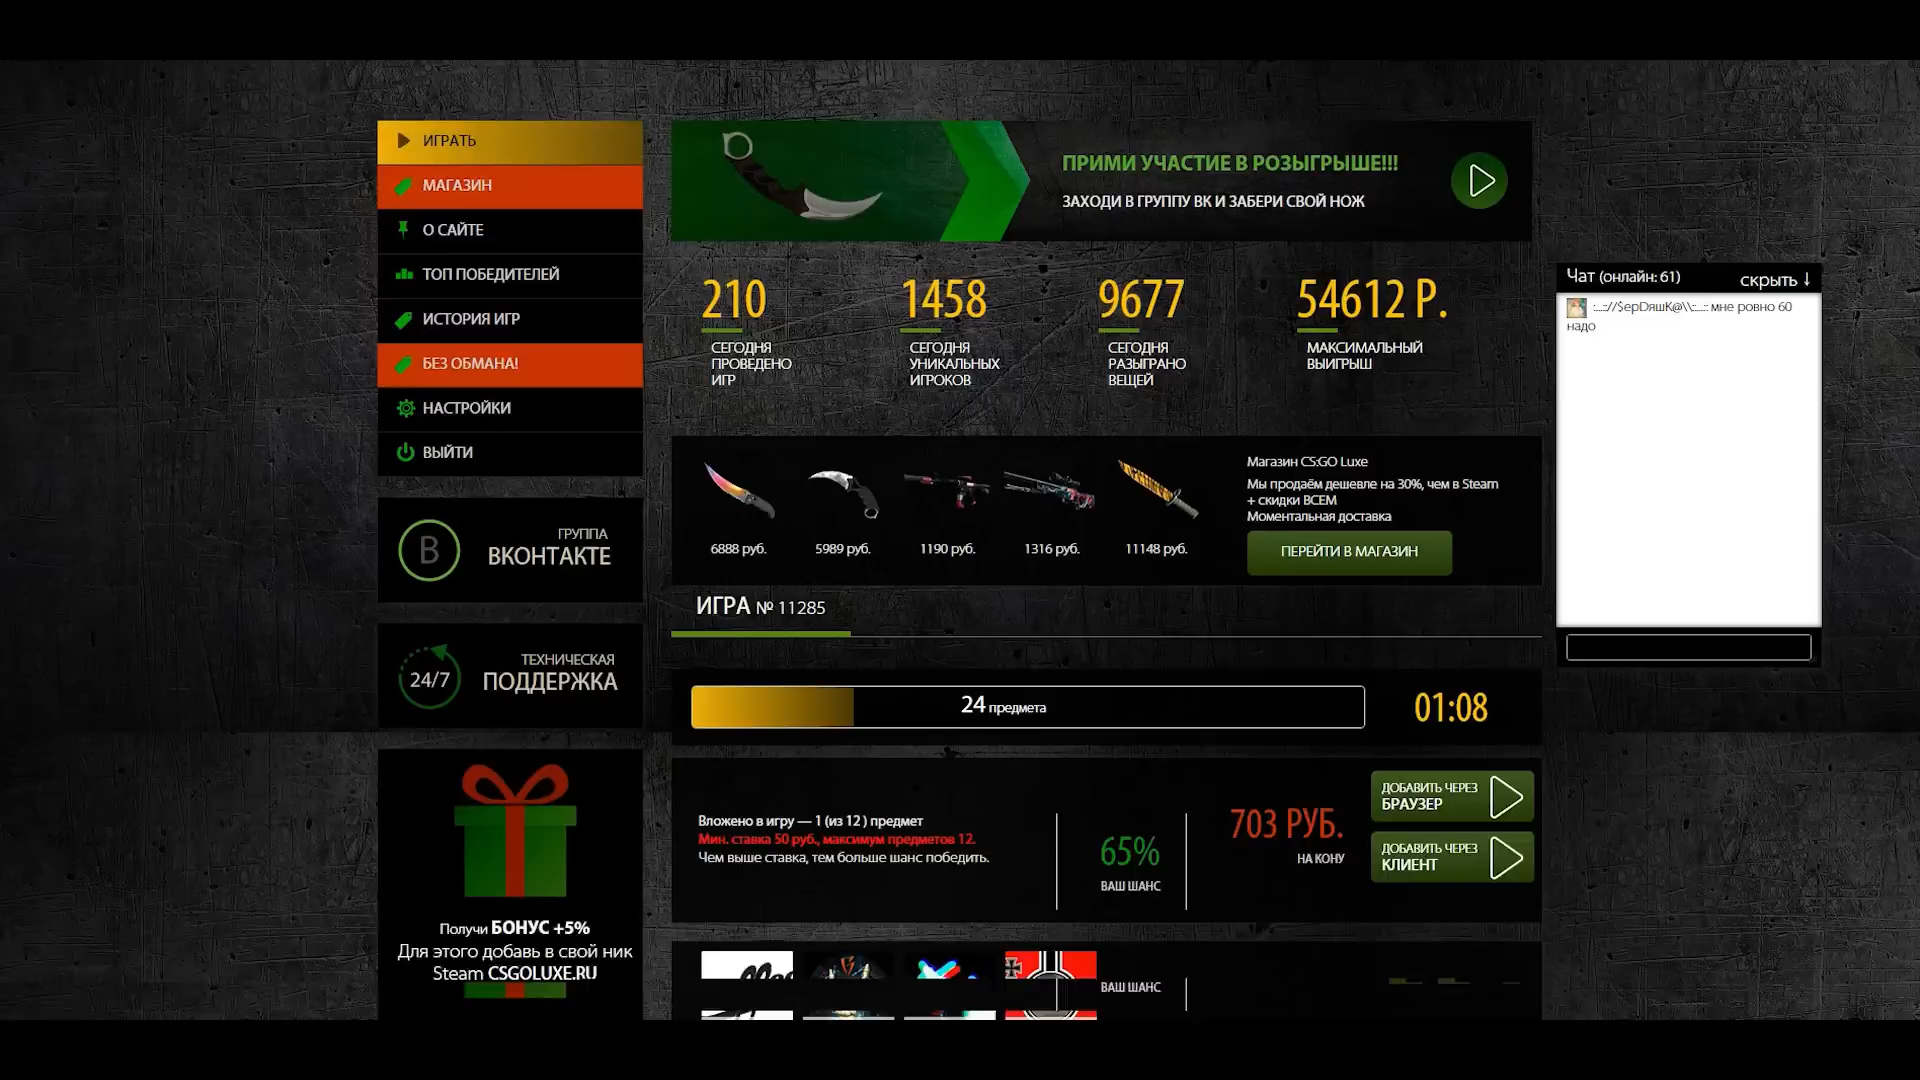 ИГРАТЬ
МАГАЗИН
О САЙТЕ
ТОП ПОБЕДИТЕЛЕЙ
ИСТОРИЯ ИГР
БЕЗ ОБМАНА!
НАСТРОЙКИ
ВЫЙТИ
В
ГРУППА
ВКОНТАКТЕ
24/7
ТЕХНИЧЕСКАЯ
ПОДДЕРЖКА
Получи БОНУС +5%
Для этого добавь в свой ник
Steam CSGOLUXE.RU
ПРИМИ УЧАСТИЕ В РОЗЫГРЫШЕ!!!
ЗАХОДИ В ГРУППУ ВК И ЗАБЕРИ СВОЙ НОЖ
210
СЕГОДНЯ
ПРОВЕДЕНО
ИГР
1458
СЕГОДНЯ
УНИКАЛЬНЫХ
ИГРОКОВ
9677
СЕГОДНЯ
РАЗЫГРАНО
ВЕЩЕЙ
54612 Р.
МАКСИМАЛЬНЫЙ
ВЫИГРЫШ
6888 руб.
5989 руб.
1190 руб.
1316 руб.
11148 руб.
Магазин CS:GO Luxe
Мы продаём дешевле на 30%, чем в Steam
+ скидки ВСЕМ
Моментальная доставка
ПЕРЕЙТИ В МАГАЗИН
ИГРА № 11285
24 предмета
01:08
Вложено в игру — 1 (из 12 ) предмет
Мин. ставка 50 руб., максимум предметов 12.
Чем выше ставка, тем больше шанс победить.
65%
ВАШ ШАНС
703 РУБ.
НА КОНУ
ДОБАВИТЬ ЧЕРЕЗ
БРАУЗЕР
ДОБАВИТЬ ЧЕРЕЗ
КЛИЕНТ
ВАШ ШАНС
Чат (онлайн: 61)
скрыть ↓
мне ровно 60
надо